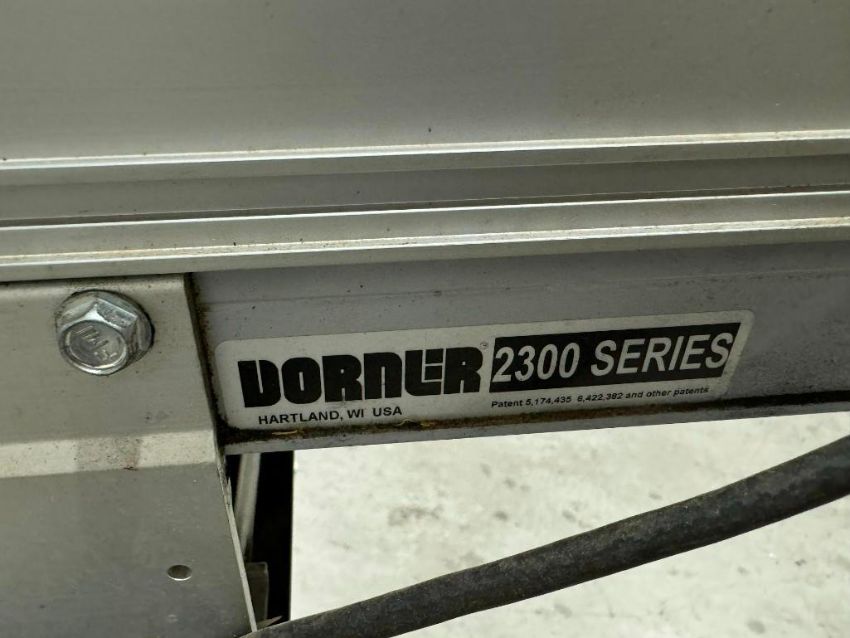 DORNER 2300 SERIES
HARTLAND, WI USA
Patent 5,174,435 6,422,382 and other patents